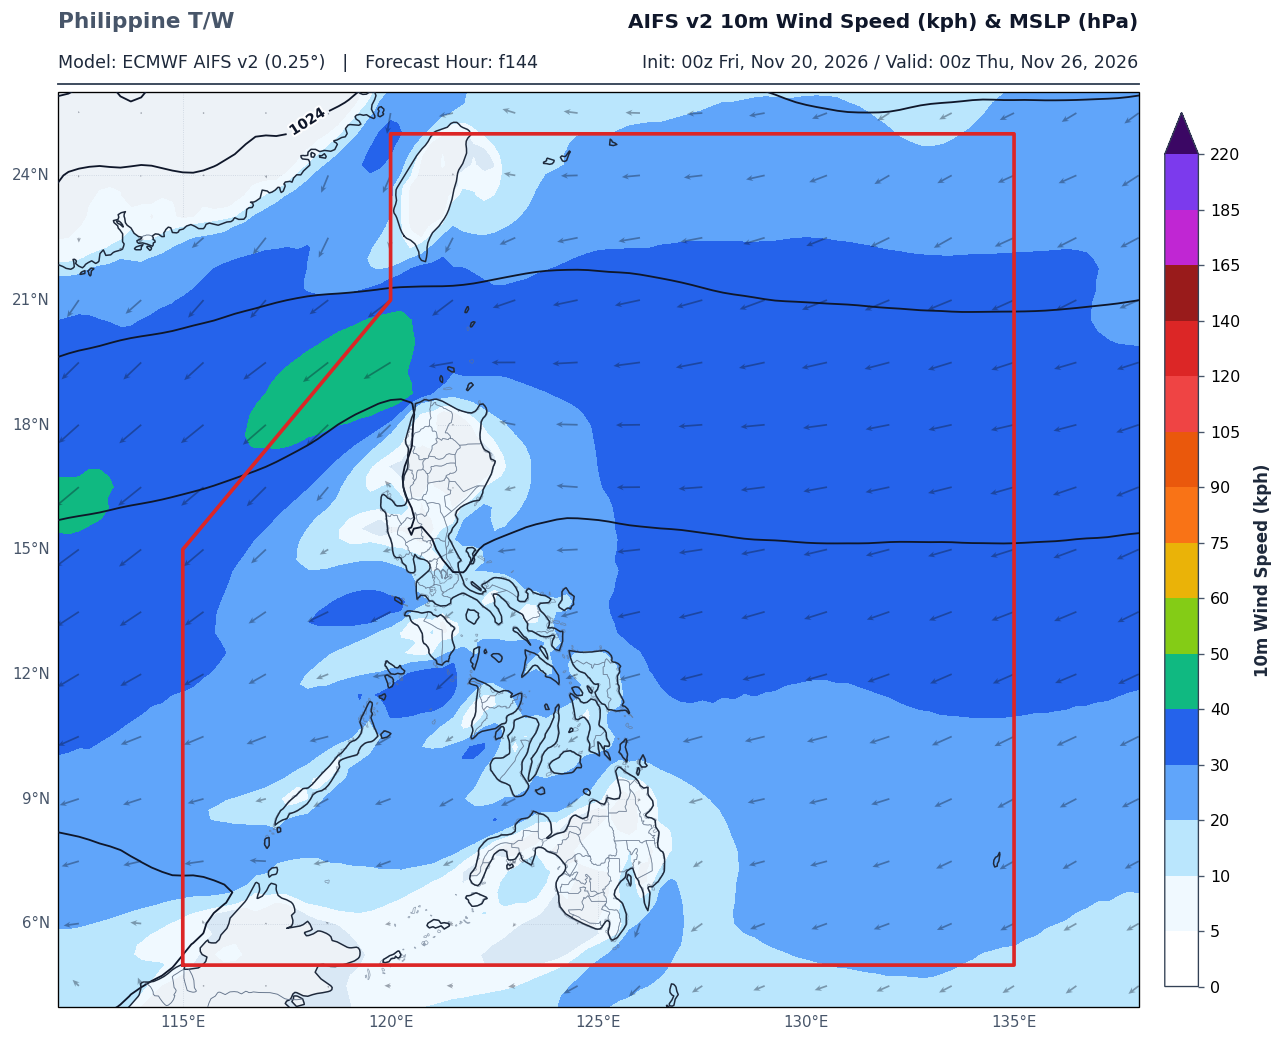 Philippine T/W
AIFS v2 10m Wind Speed (kph) & MSLP (hPa)
Model: ECMWF AIFS v2 (0.25°) | Forecast Hour: f144
Init: 00z Fri, Nov 20, 2026 / Valid: 00z Thu, Nov 26, 2026
1024
24°N
21°N
18°N
15°N
12°N
9°N
6°N
115°E
120°E
125°E
130°E
135°E
220
185
165
140
120
105
90
75
60
50
40
30
20
10
5
0
10m Wind Speed (kph)